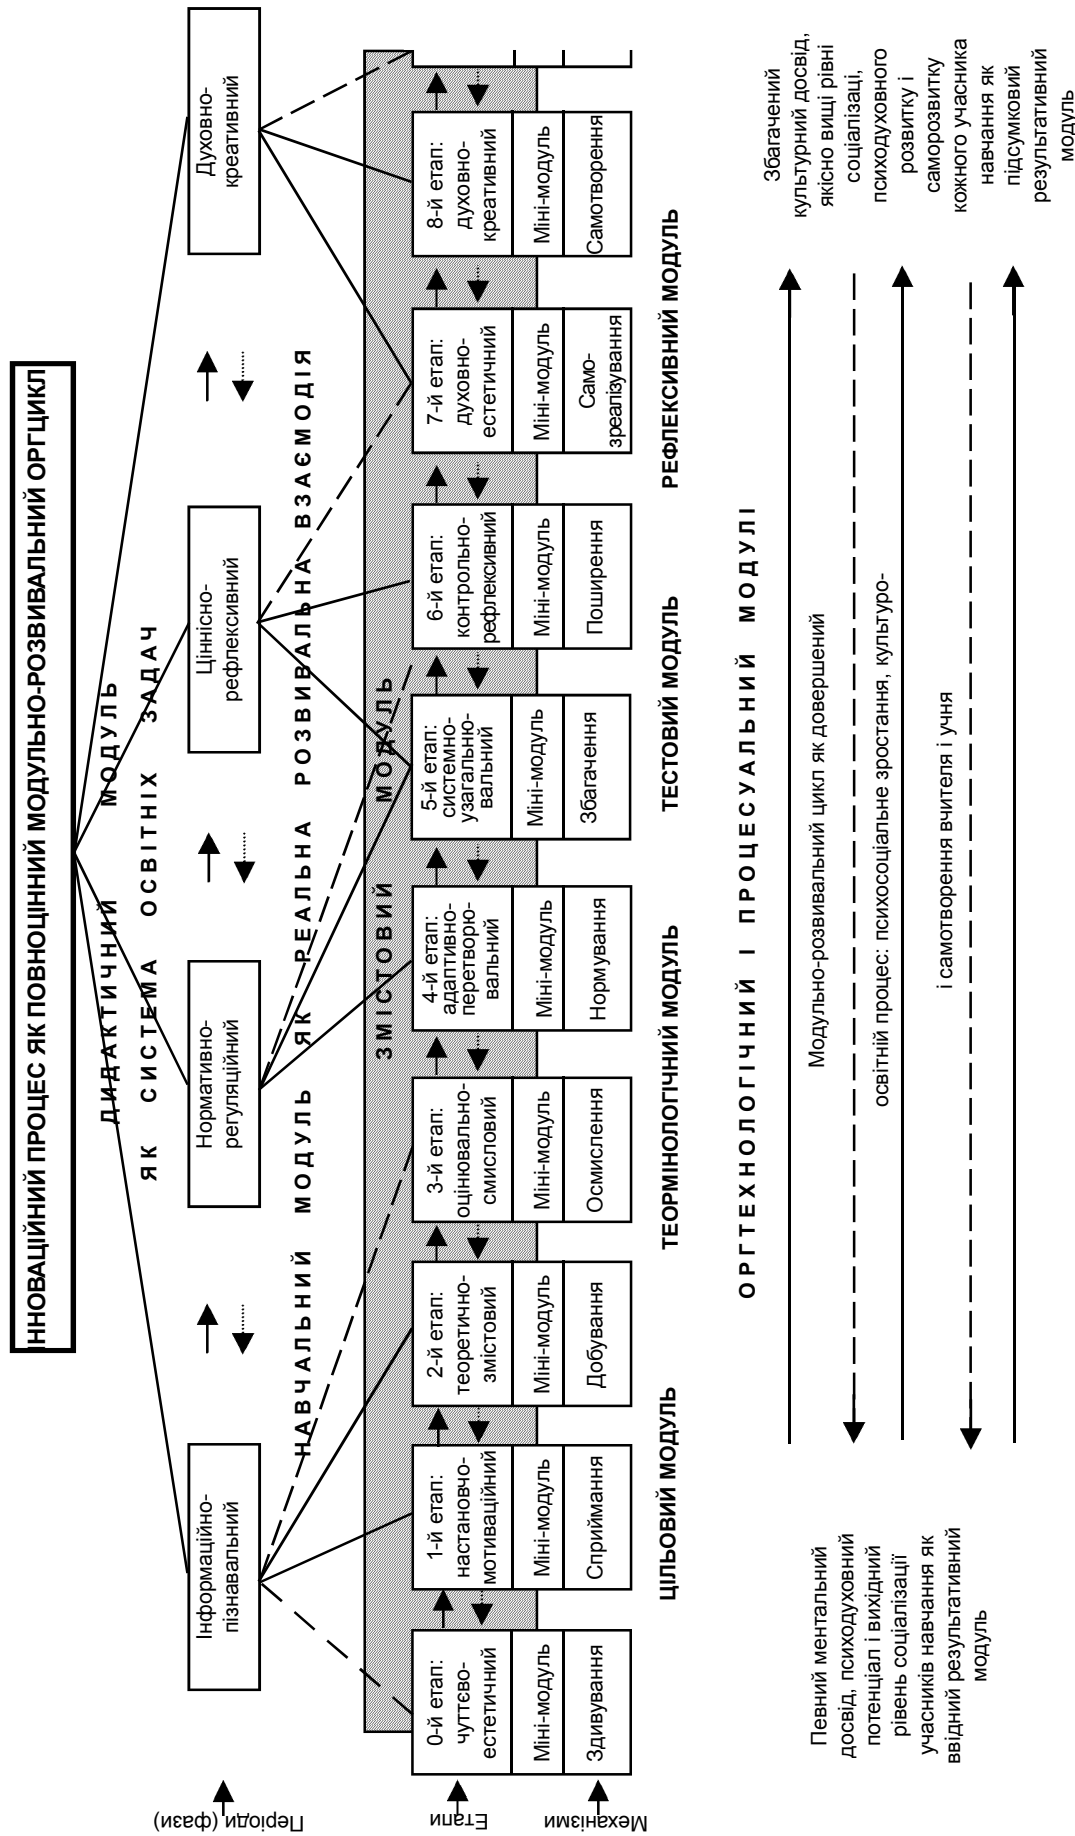 ІННОВАЦІЙНИЙ ПРОЦЕС ЯК ПОВНОЦІННИЙ МОДУЛЬНО-РОЗВИВАЛЬНИЙ ОРГЦИКЛ
ДИДАКТИЧНИЙ МОДУЛЬ
ЯК СИСТЕМА ОСВІТНІХ ЗАДАЧ
Періоди (фази)
Інформаційно-
пізнавальний
Нормативно-
регуляційний
Ціннісно-
рефлексивний
Духовно-
креативний
НАВЧАЛЬНИЙ МОДУЛЬ ЯК РЕАЛЬНА РОЗВИВАЛЬНА ВЗАЄМОДІЯ
ЗМІСТОВИЙ МОДУЛЬ
Етапи
Механізми
0-й етап:
чуттєво-
естетичний
Міні-модуль
Здивування
1-й етап:
настановчо-
мотиваційний
Міні-модуль
Сприймання
2-й етап:
теоретично-
змістовий
Міні-модуль
Добування
3-й етап:
оцінювально-
смисловий
Міні-модуль
Осмислення
4-й етап:
адаптивно-
перетворю-
вальний
Міні-модуль
Нормування
5-й етап:
системно-
узагальню-
вальний
Міні-модуль
Збагачення
6-й етап:
контрольно-
рефлексивний
Міні-модуль
Поширення
7-й етап:
духовно-
естетичний
Міні-модуль
Само-
зреалізування
8-й етап:
духовно-
креативний
Міні-модуль
Самотворення
ЦІЛЬОВИЙ МОДУЛЬ
ТЕОРМІНОЛОГІЧНИЙ МОДУЛЬ
ТЕСТОВИЙ МОДУЛЬ
РЕФЛЕКСИВНИЙ МОДУЛЬ
ОРГТЕХНОЛОГІЧНИЙ І ПРОЦЕСУАЛЬНИЙ МОДУЛІ
Певний ментальний
досвід, психодуховний
потенціал і вихідний
рівень соціалізації
учасників навчання як
ввідний результативний
модуль
Модульно-розвивальний цикл як довершений
освітній процес: психосоціальне зростання, культуро-
і самотворення вчителя і учня
Збагачений
культурний досвід,
якісно вищі рівні
соціалізаці,
психодуховного
розвитку і
саморозвитку
кожного учасника
навчання як
підсумковий
результативний
модуль